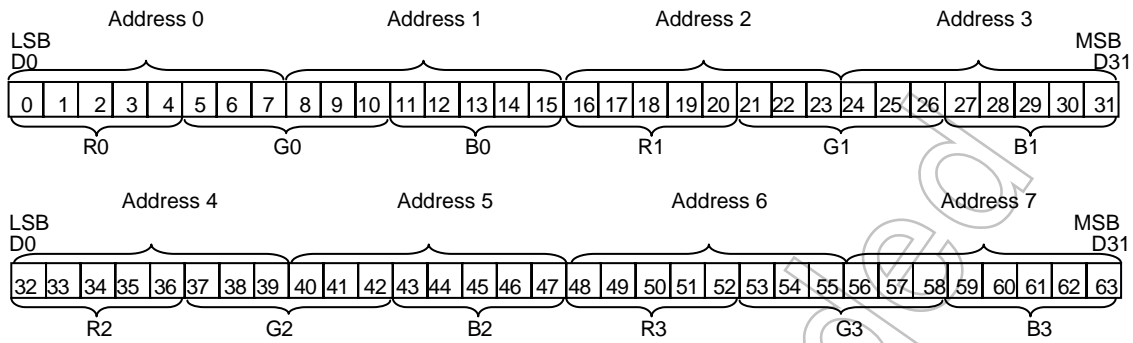 Address 0 Address 1 Address 2 Address 3
LSB MSB
D0 D31
0 1 2 3 4 5 6 7 8 9 10 11 12 13 14 15 16 17 18 19 20 21 22 23 24 25 26 27 28 29 30 31
R0 G0 B0 R1 G1 B1
Address 4 Address 5 Address 6 Address 7
LSB MSB
D0 D31
32 33 34 35 36 37 38 39 40 41 42 43 44 45 46 47 48 49 50 51 52 53 54 55 56 57 58 59 60 61 62 63
R2 G2 B2 R3 G3 B3